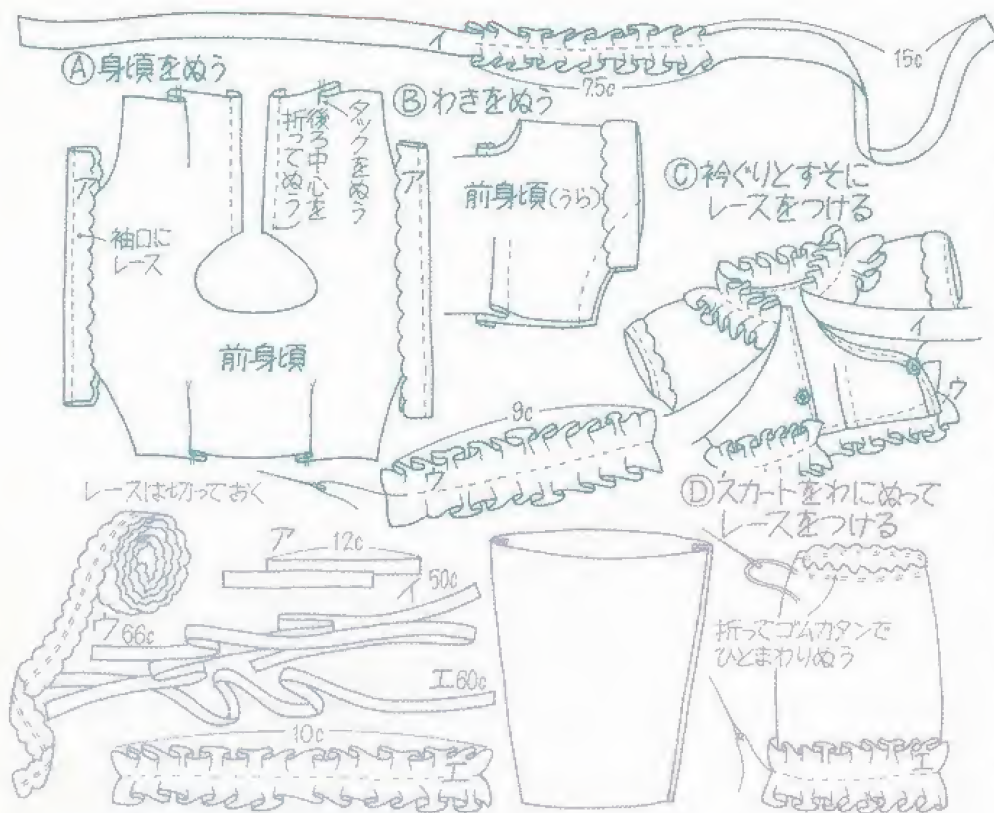 イ
7.5c
15c
Ⓐ身頃をぬう
ア
袖口に
レース
後ろ中心を
折ってぬう
タックをぬう
前身頃
ア
Ⓑわきをぬう
前身頃(うら)
Ⓒ衿ぐりとすそに
レースをつける
イ
ウ
9c
ウ
レースは切っておく
ア
12c
イ
50c
ウ66c
エ60c
10c
エ
Ⓓスカートをわにぬって
レースをつける
折ってゴムカタンで
ひとまわりぬう
エ